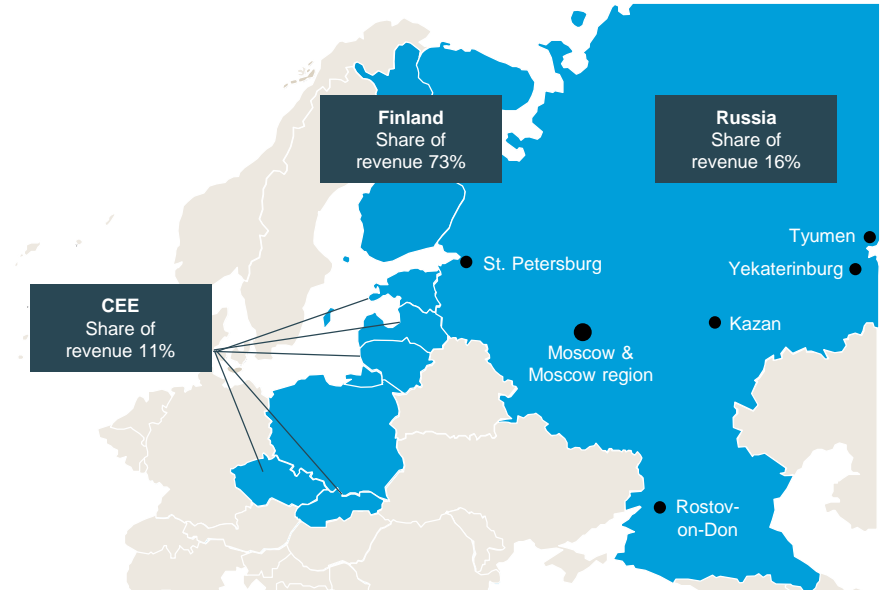 Finland
Share of
revenue 73%
Russia
Share of
revenue 16%
Tyumen
Yekaterinburg
St. Petersburg
CEE
Share of
revenue 11%
Kazan
Moscow &
Moscow region
Rostov-
on-Don